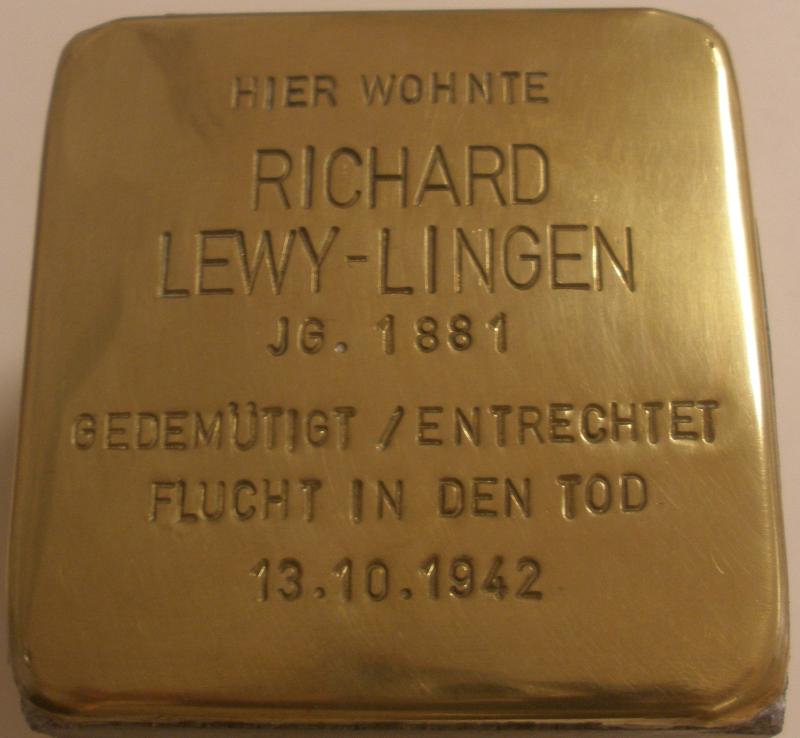 HIER WOHNTE
RICHARD
LEWY-LINGEN
JG. 1881
GEDEMÜTIGT / ENTRECHTET
FLUCHT IN DEN TOD
13.10.1942